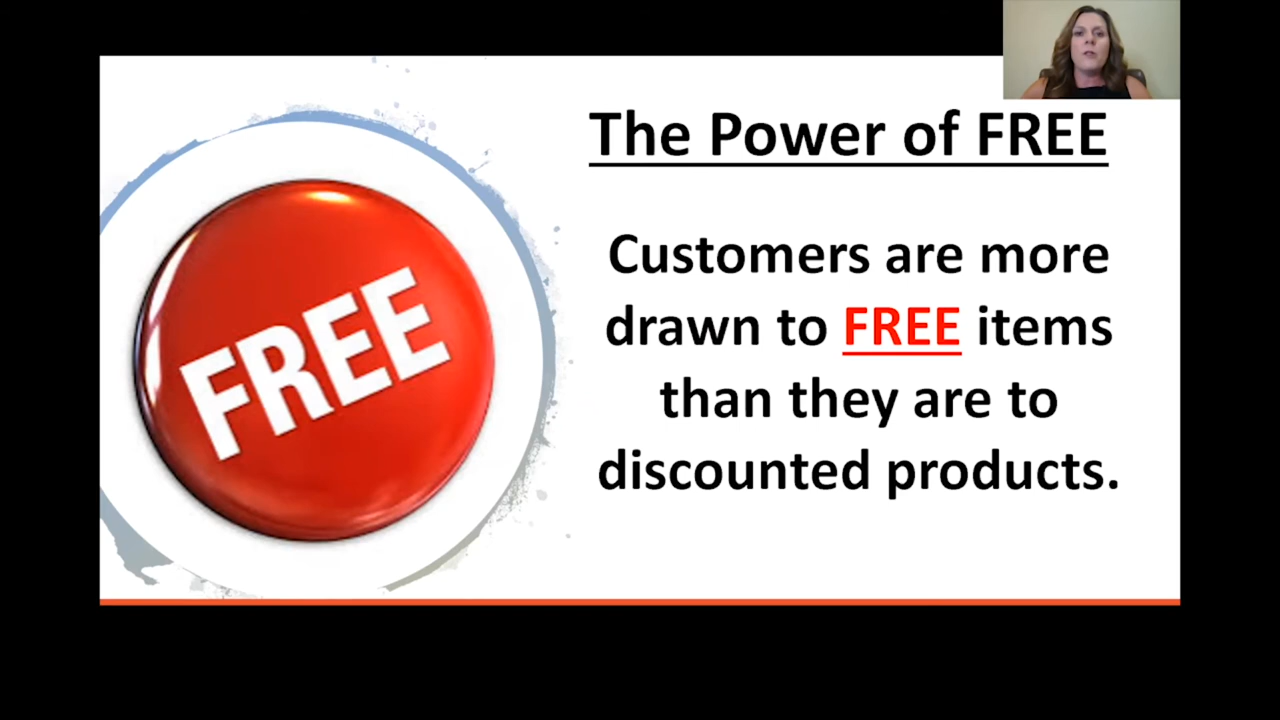 The Power of FREE
FREE
Customers are more
drawn to FREE items
than they are to
discounted products.